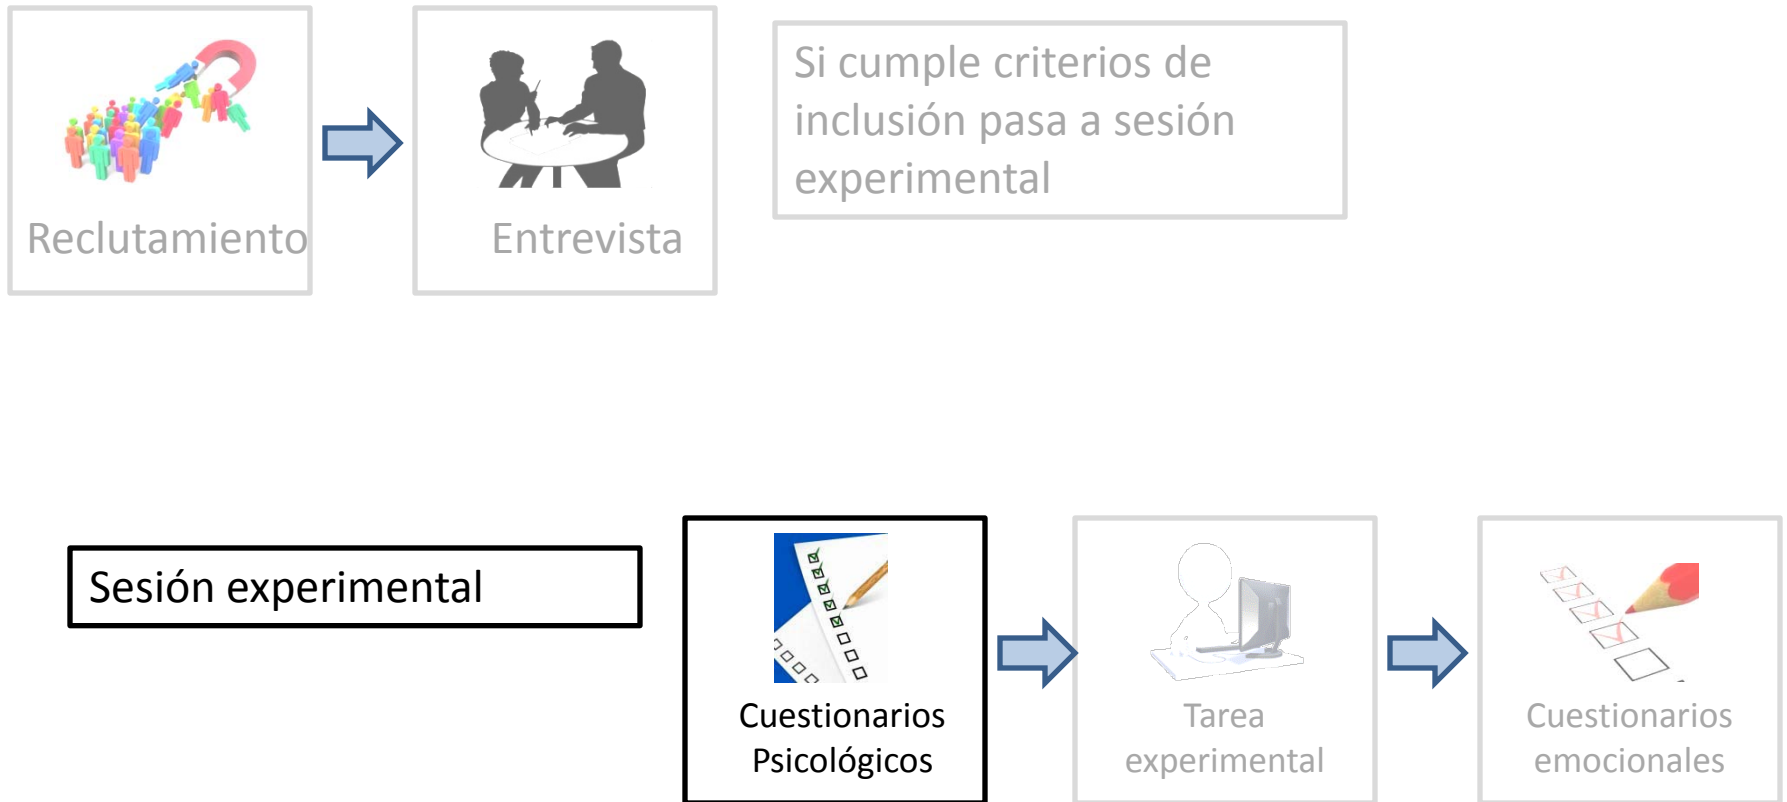 Reclutamiento
Entrevista
Si cumple criterios de
inclusión pasa a sesión
experimental
Sesión experimental
Cuestionarios
Psicológicos
Tarea
experimental
Cuestionarios
emocionales